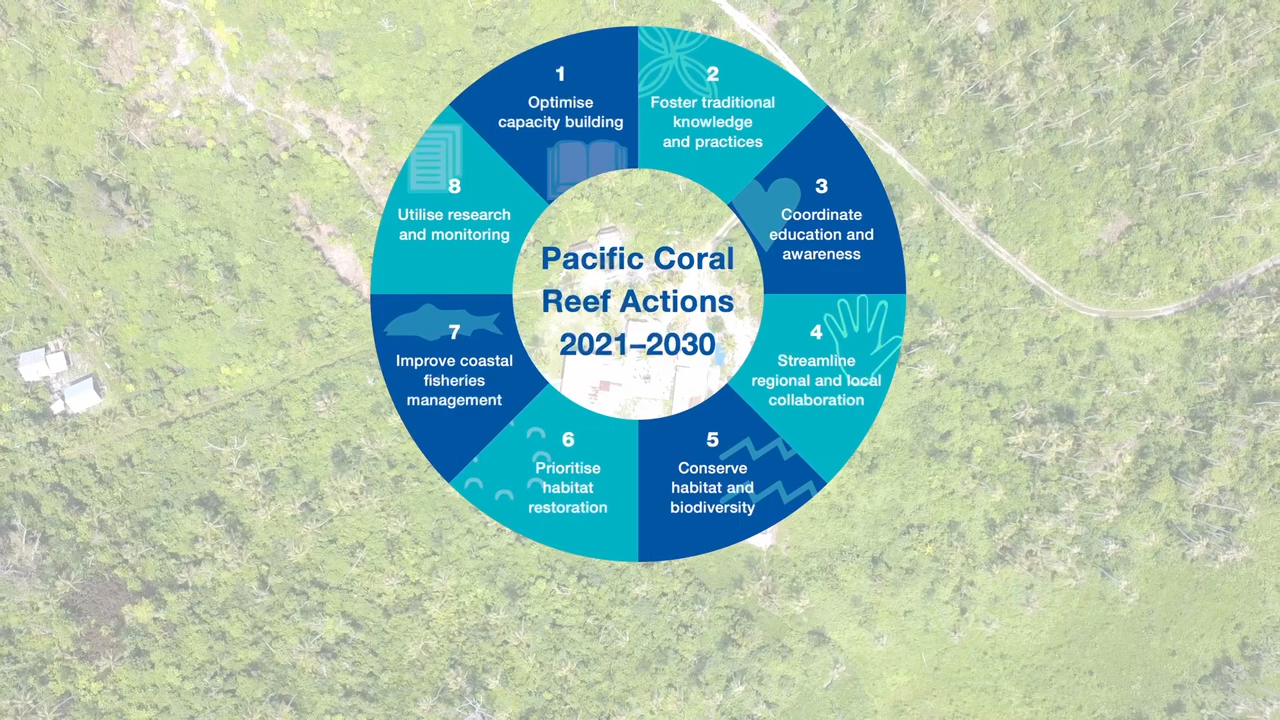 Pacific Coral
Reef Actions
2021–2030
1
Optimise
capacity building
2
Foster traditional
knowledge
and practices
3
Coordinate
education and
awareness
4
Streamline
regional and local
collaboration
5
Conserve
habitat and
biodiversity
6
Prioritise
habitat
restoration
7
Improve coastal
fisheries
management
8
Utilise research
and monitoring